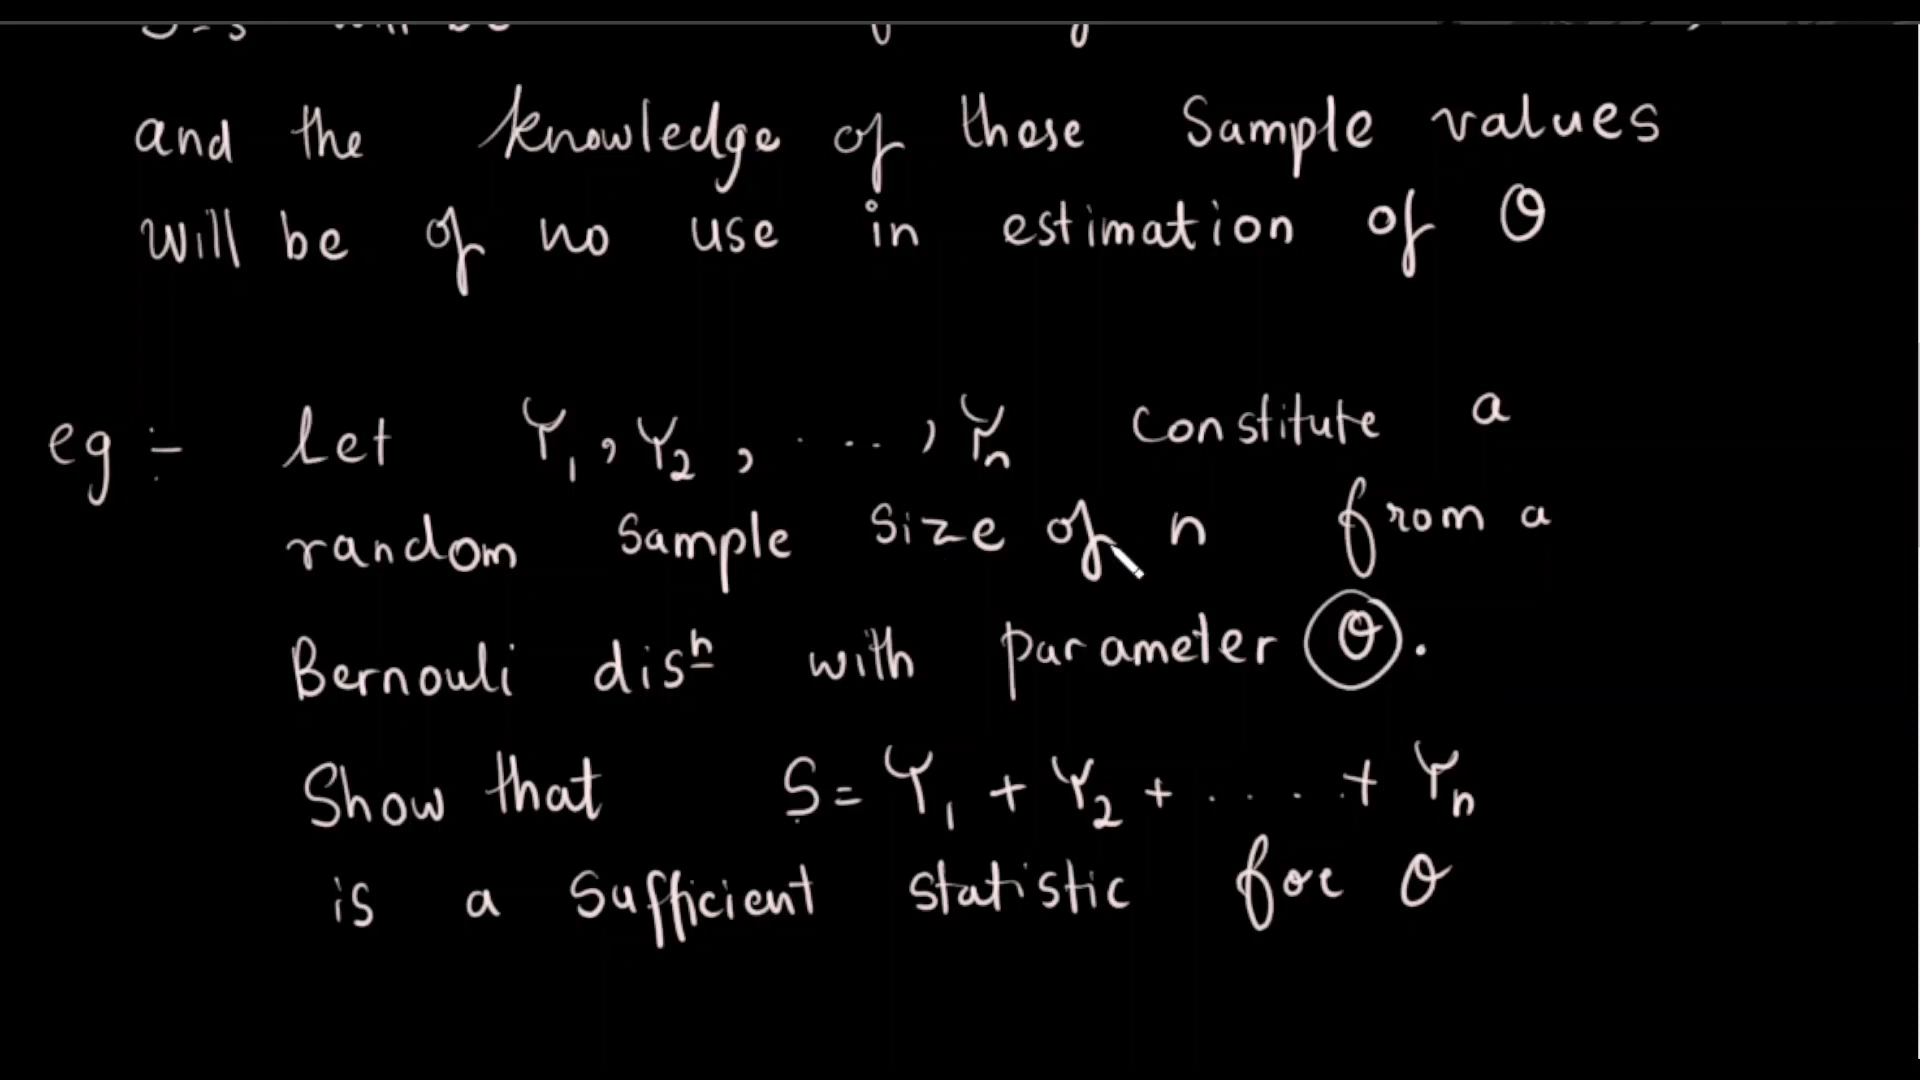 and the knowledge of these Sample values
will be of no use in estimation of θ
eg :- Let Y₁, Y₂, ..., Yₙ constitute a
random sample size of n from a
Bernouli disⁿ with parameter θ.
Show that S = Y₁ + Y₂ + .... + Yₙ
is a sufficient statistic for θ